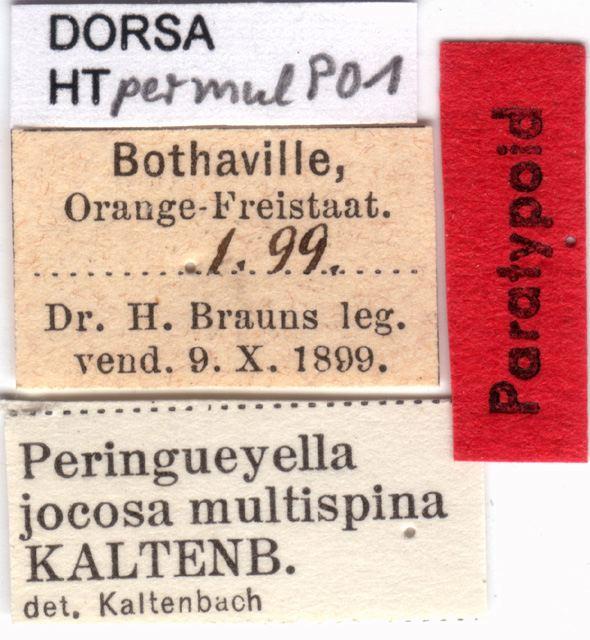 DORSA
HT permul P01
Bothaville,
Orange-Freistaat.
1. 99.
Dr. H. Brauns leg.
vend. 9. X. 1899.
Paratypoid
Peringueyella
jocosa multispina
KALTENB.
det. Kaltenbach